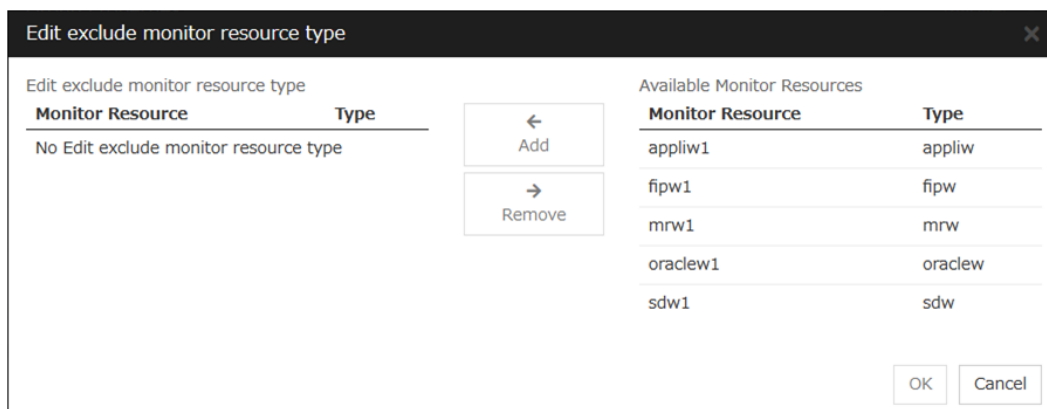 Edit exclude monitor resource type
Edit exclude monitor resource type
Monitor Resource Type
No Edit exclude monitor resource type
← Add
→ Remove
Available Monitor Resources
Monitor Resource Type
appliw1 appliw
fipw1 fipw
mrw1 mrw
oraclew1 oraclew
sdw1 sdw
OK Cancel